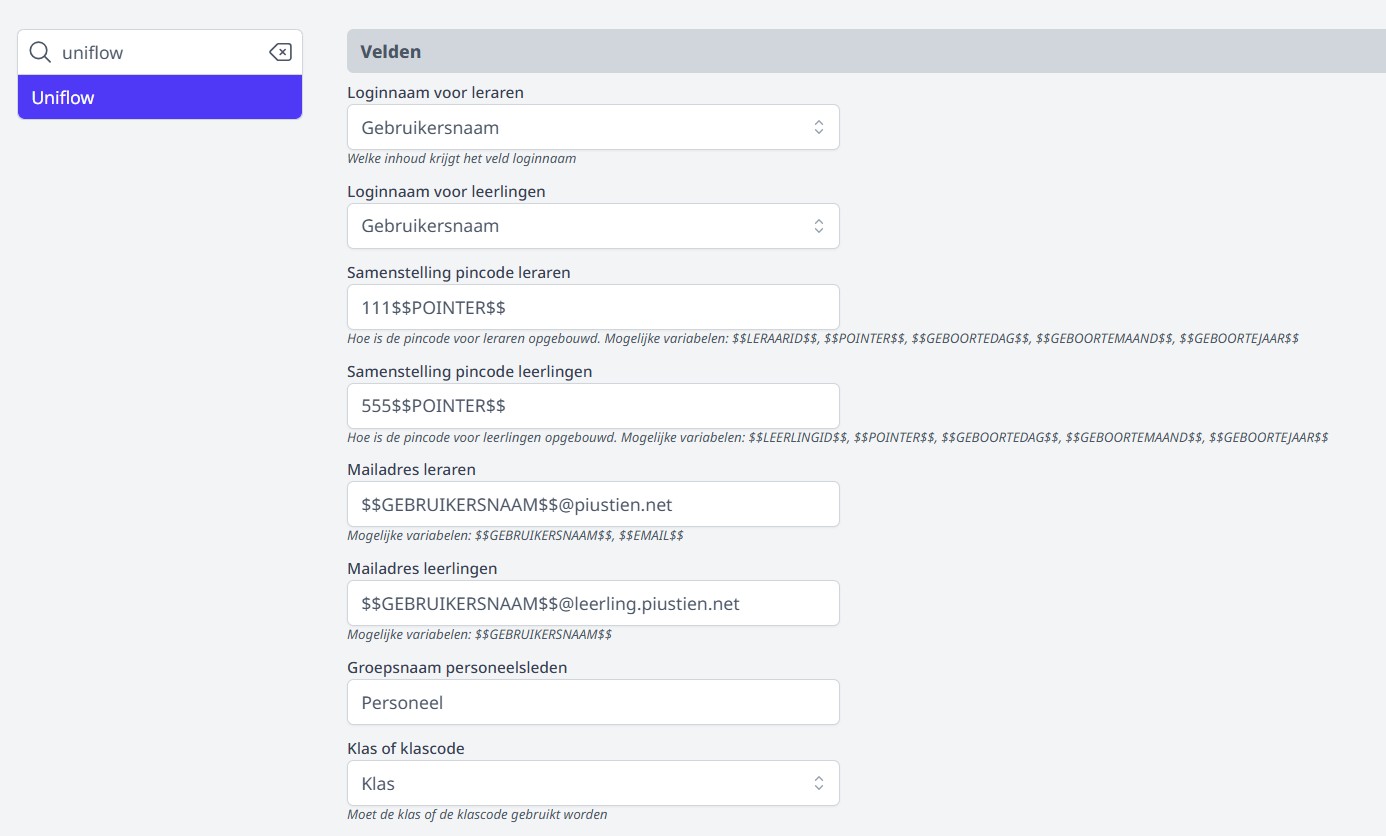 uniflow
Uniflow
Velden
Loginnaam voor leraren
Gebruikersnaam
Welke inhoud krijgt het veld loginnaam
Loginnaam voor leerlingen
Gebruikersnaam
Samenstelling pincode leraren
111$$POINTER$$
Hoe is de pincode voor leraren opgebouwd. Mogelijke variabelen: $$LERAARID$$, $$POINTER$$, $$GEBOORTEDAG$$, $$GEBOORTEMAAND$$, $$GEBOORTEJAAR$$
Samenstelling pincode leerlingen
555$$POINTER$$
Hoe is de pincode voor leerlingen opgebouwd. Mogelijke variabelen: $$LEERLINGID$$, $$POINTER$$, $$GEBOORTEDAG$$, $$GEBOORTEMAAND$$, $$GEBOORTEJAAR$$
Mailadres leraren
$$GEBRUIKERSNAAM$$@piustien.net
Mogelijke variabelen: $$GEBRUIKERSNAAM$$, $$EMAIL$$
Mailadres leerlingen
$$GEBRUIKERSNAAM$$@leerling.piustien.net
Mogelijke variabelen: $$GEBRUIKERSNAAM$$
Groepsnaam personeelsleden
Personeel
Klas of klascode
Klas
Moet de klas of de klascode gebruikt worden